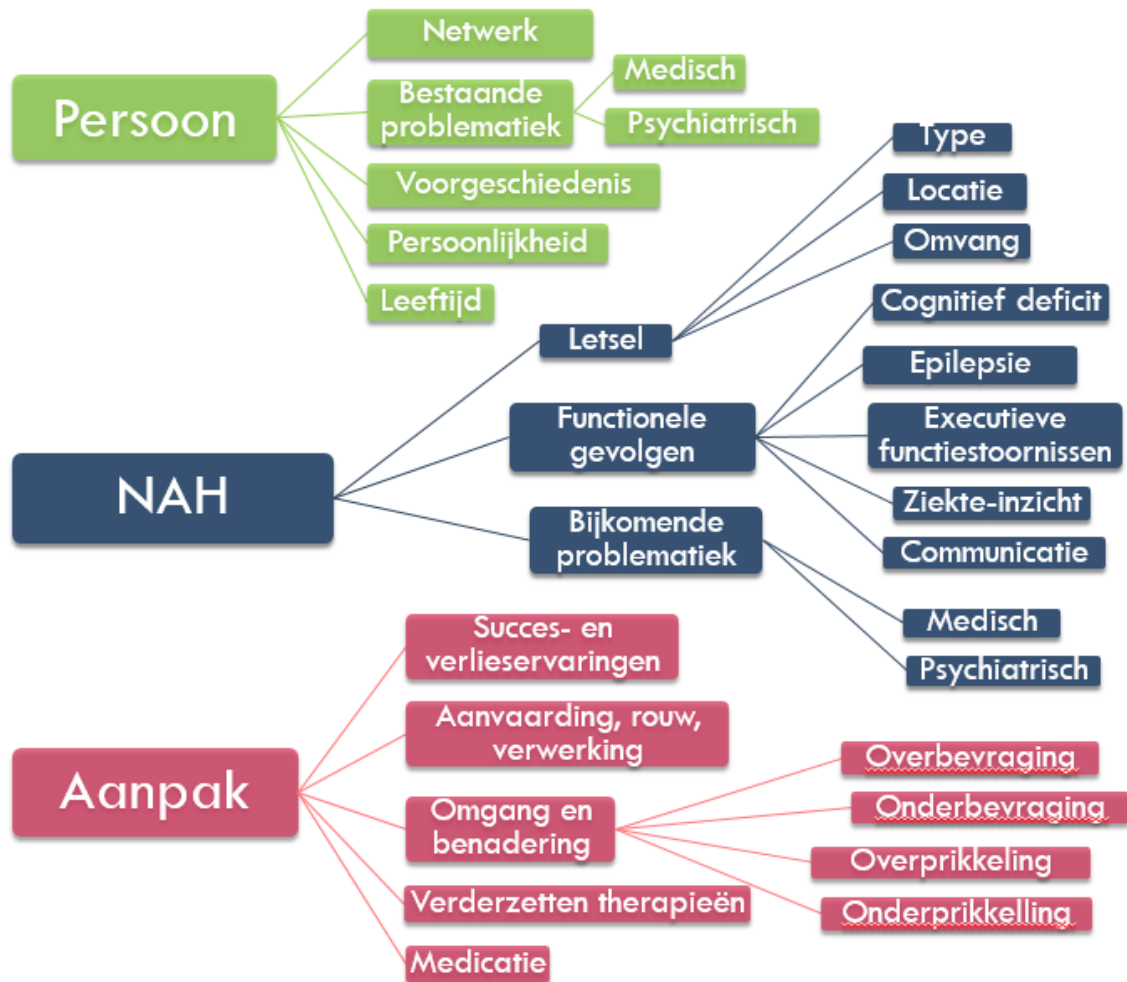 Persoon
Netwerk
Bestaande
problematiek
Medisch
Psychiatrisch
Voorgeschiedenis
Persoonlijkheid
Leeftijd
NAH
Letsel
Type
Locatie
Omvang
Functionele
gevolgen
Cognitief deficit
Epilepsie
Executieve
functiestoornissen
Ziekte-inzicht
Communicatie
Bijkomende
problematiek
Medisch
Psychiatrisch
Aanpak
Succes- en
verlieservaringen
Aanvaarding, rouw,
verwerking
Omgang en
benadering
Overbevraging
Onderbevraging
Overprikkeling
Onderprikkelling
Verderzetten therapieën
Medicatie